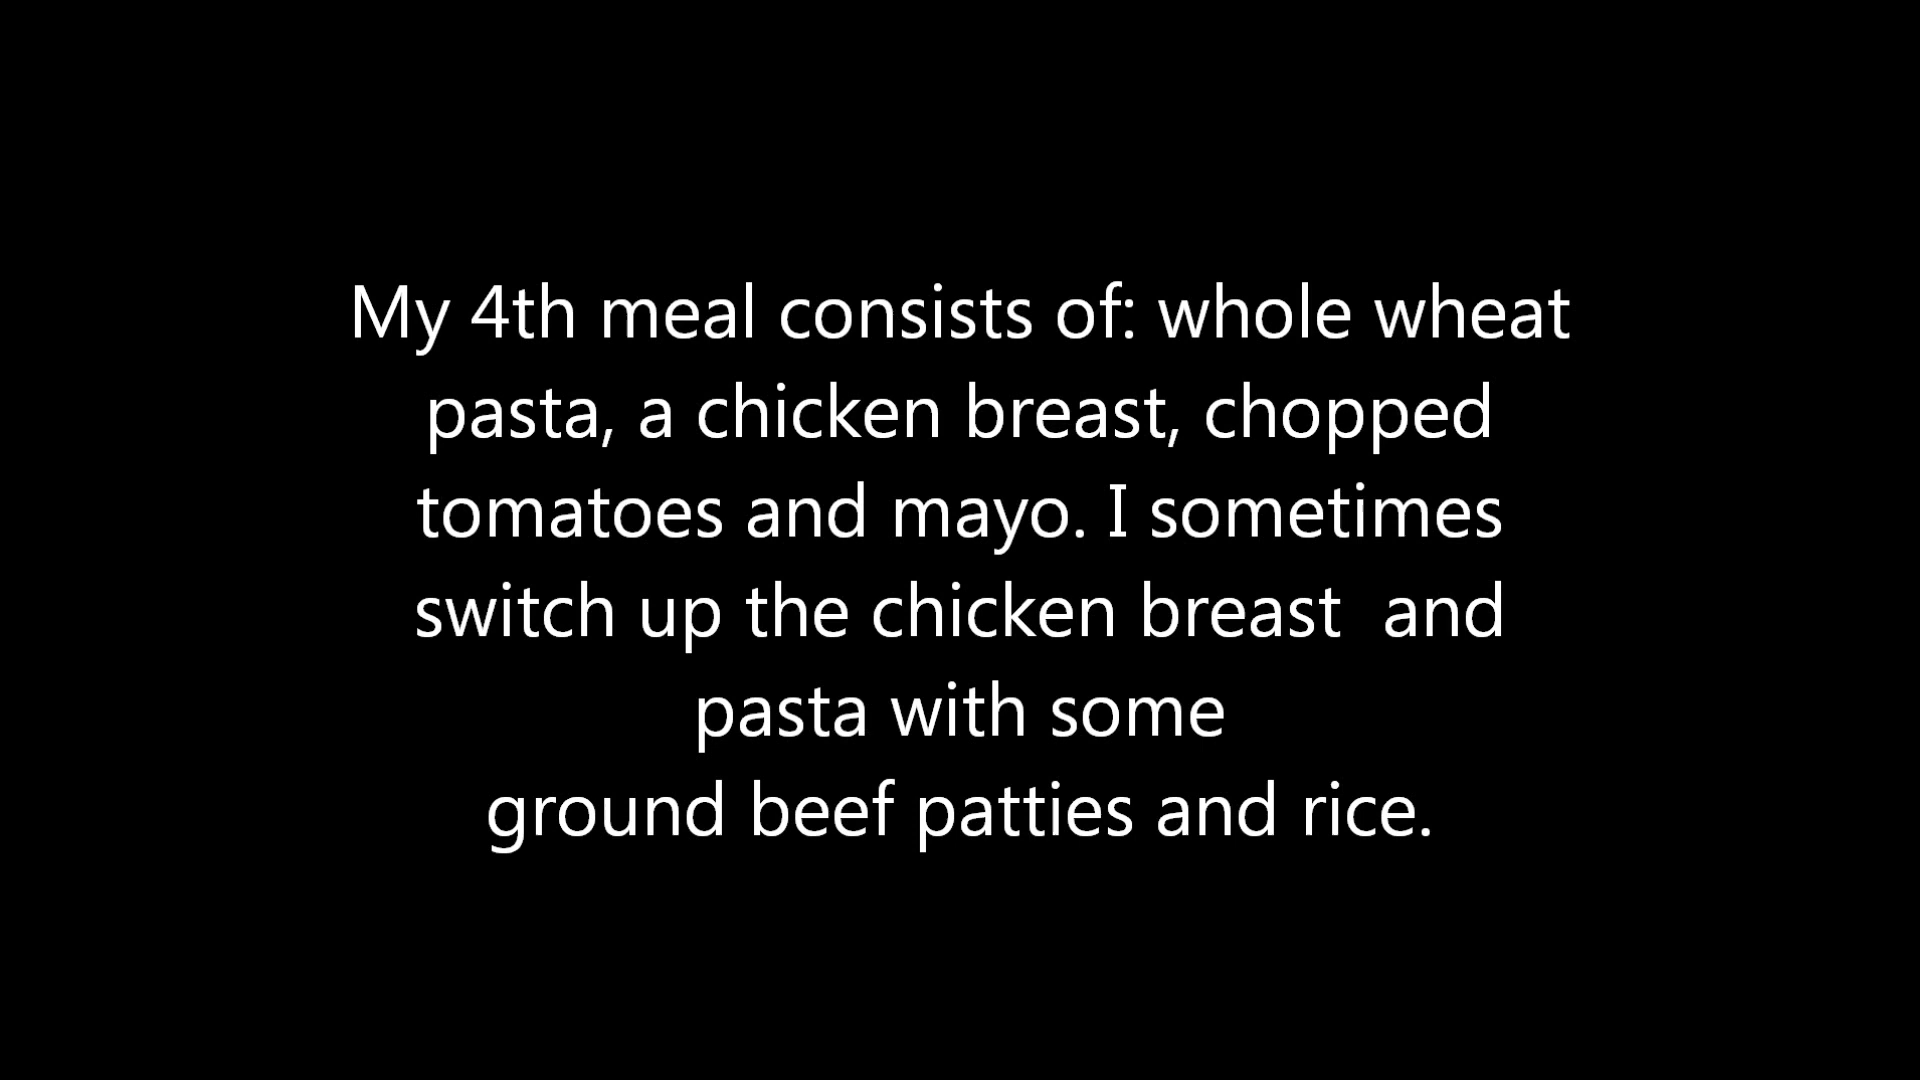 My 4th meal consists of: whole wheat
pasta, a chicken breast, chopped
tomatoes and mayo. I sometimes
switch up the chicken breast  and
pasta with some
ground beef patties and rice.